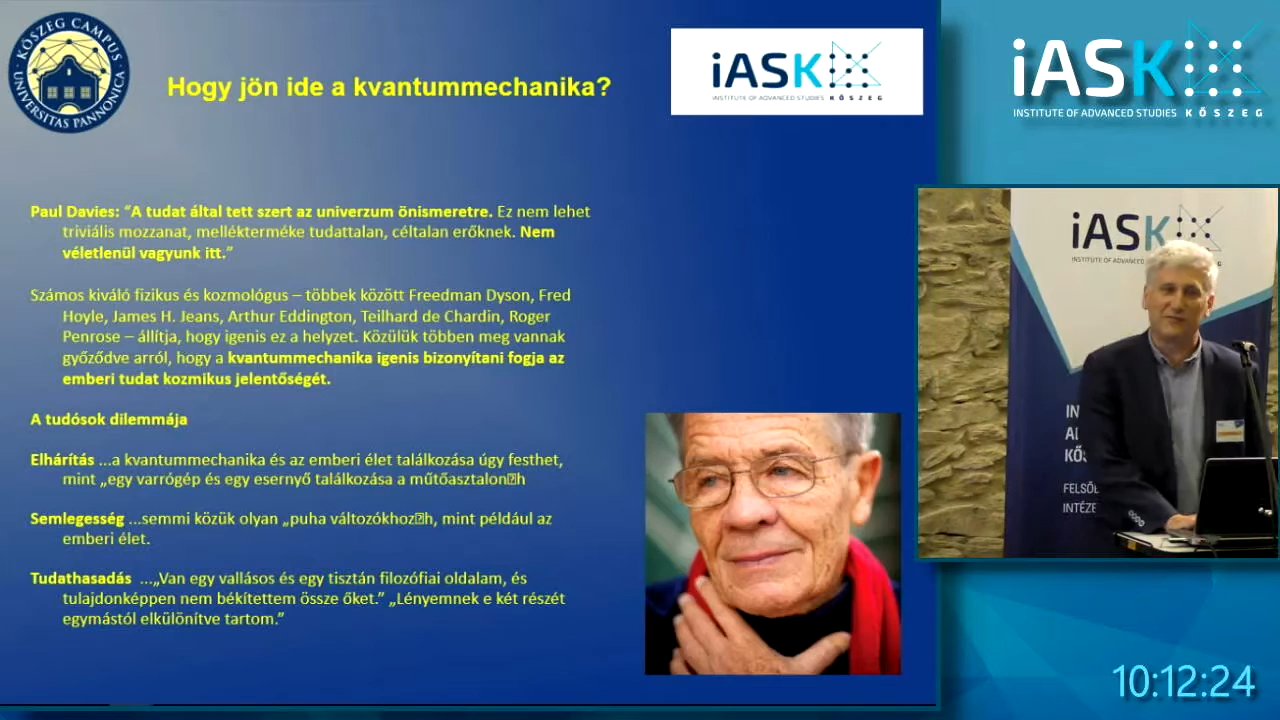 KŐSZEG CAMPUS
UNIVERSITAS PANNONICA
Hogy jön ide a kvantummechanika?
iASK
INSTITUTE OF ADVANCED STUDIES KŐSZEG
iASK
INSTITUTE OF ADVANCED STUDIES KŐSZEG
Paul Davies: “A tudat által tett szert az univerzum önismeretre. Ez nem lehet
triviális mozzanat, mellékterméke tudattalan, céltalan erőknek. Nem
véletlenül vagyunk itt.”
Számos kiváló fizikus és kozmológus – többek között Freedman Dyson, Fred
Hoyle, James H. Jeans, Arthur Eddington, Teilhard de Chardin, Roger
Penrose – állítja, hogy igenis ez a helyzet. Közülük többen meg vannak
győződve arról, hogy a kvantummechanika igenis bizonyítani fogja az
emberi tudat kozmikus jelentőségét.
A tudósok dilemmája
Elhárítás ...a kvantummechanika és az emberi élet találkozása úgy festhet,
mint „egy varrógép és egy esernyő találkozása a műtőasztalon�h
Semlegesség ...semmi közük olyan „puha változókhoz�h, mint például az
emberi élet.
Tudathasadás ...„Van egy vallásos és egy tisztán filozófiai oldalam, és
tulajdonképpen nem békítettem össze őket.” „Lényemnek e két részét
egymástól elkülönítve tartom.”
iASK
INSTITUTE OF ADVANCED
IN
KŐS
FELSŐ
INTÉZE
10:12:24